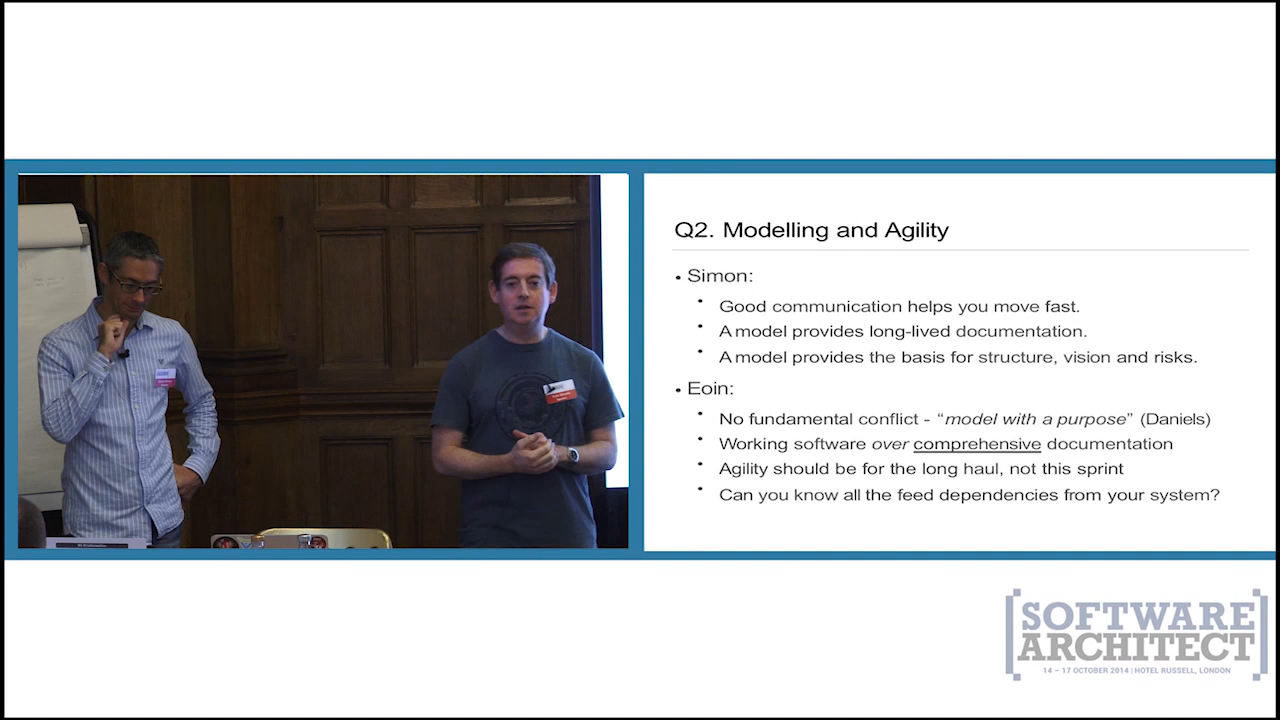 Q2. Modelling and Agility
• Simon:
• Good communication helps you move fast.
• A model provides long-lived documentation.
• A model provides the basis for structure, vision and risks.
• Eoin:
• No fundamental conflict - “model with a purpose” (Daniels)
• Working software over comprehensive documentation
• Agility should be for the long haul, not this sprint
• Can you know all the feed dependencies from your system?
[SOFTWARE
ARCHITECT]
14 – 17 OCTOBER 2014 | HOTEL RUSSELL, LONDON